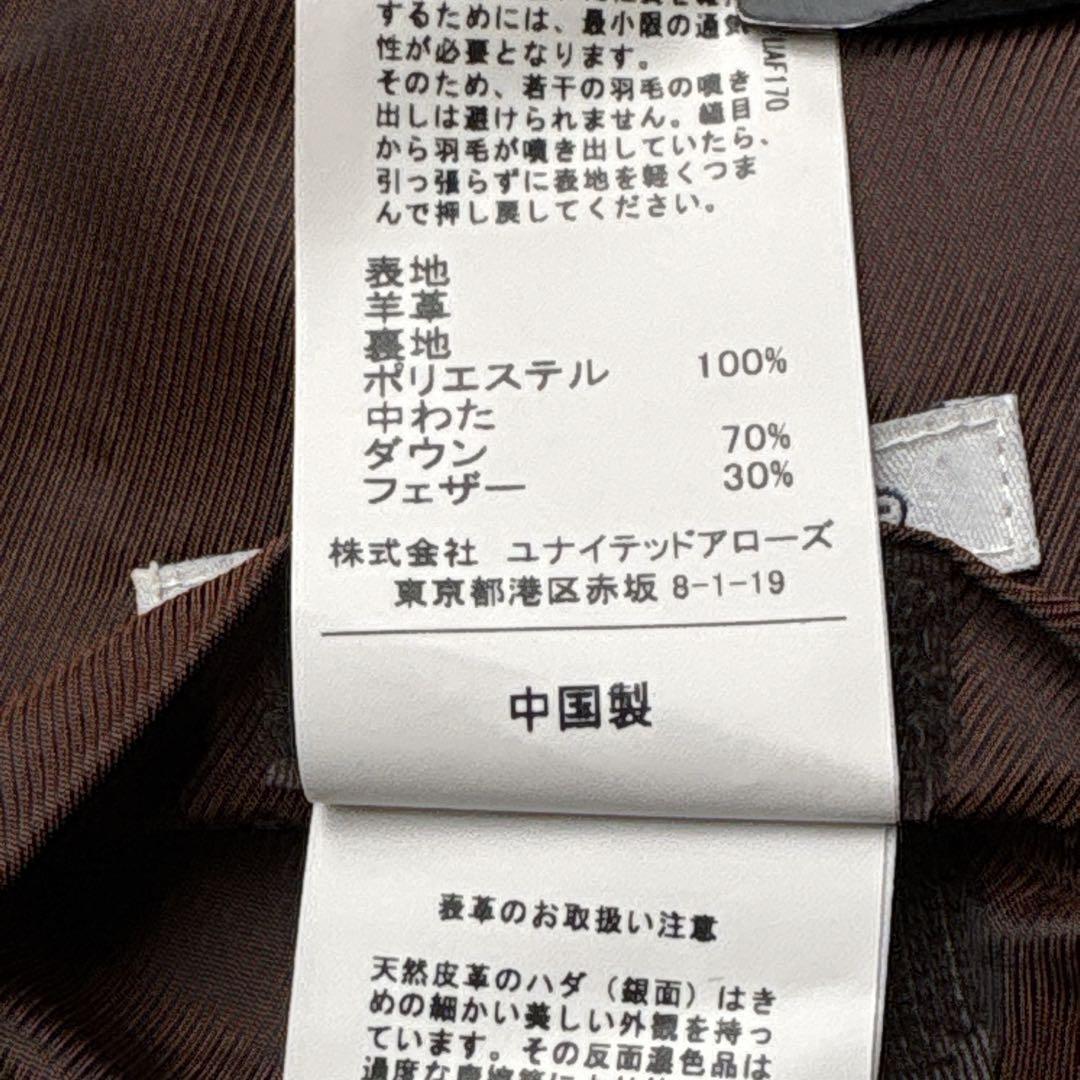 するためには、最小限の通気
性が必要となります。
そのため、若干の羽毛の噴き
出しは避けられません。縫目
から羽毛が噴き出していたら、
引っ張らずに表地を軽くつま
んで押し戻してください。
UAF170
表地
羊革
裏地
ポリエステル 100%
中わた
ダウン 70%
フェザー 30%
株式会社 ユナイテッドアローズ
東京都港区赤坂 8-1-19
中国製
表革のお取扱い注意
天然皮革のハダ（銀面）はき
めの細かい美しい外観を持っ
ています。その反面濃色品は
過度な摩擦等に